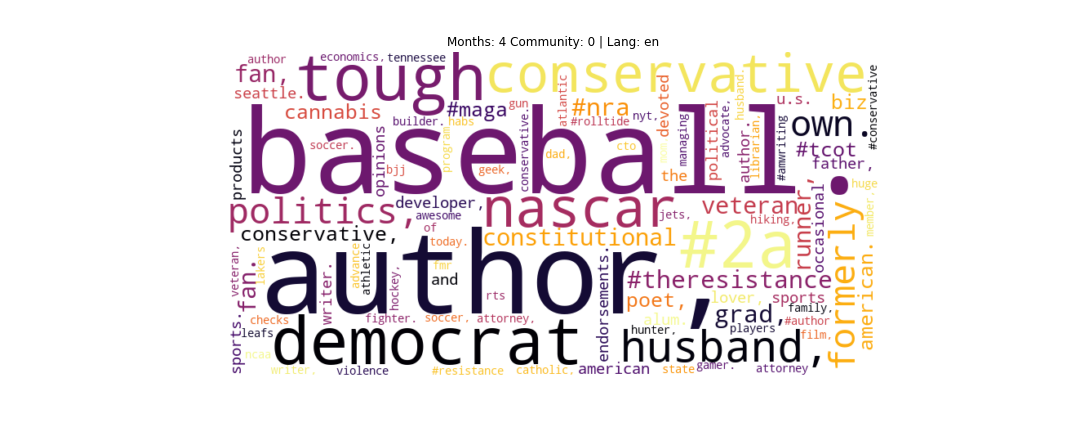 Months: 4 Community: 0 | Lang: en
author
economics,
tennessee
fan,
tough
conservative
seattle.
cannabis
#maga
gun
atlantic
#nra
devoted
husband,
u.s.
biz
#conservative
builder.
habs
#rolltide
nyt,
own.
products
baseball.
soccer.
opinions
bjj
program
geek,
conservative.
dad,
cto
managing
political
advocate.
author.
librarian.
#amwriting
#tcot
father,
the
huge
politics,
developer,
awesome
nascar
jets,
veteran
hiking,
runner,
occasional
formerly.
member,
conservative,
of
today.
constitutional
#2a
american.
veteran.
fan.
lakers
writer.
advance
athletic
author,
fmr
and
hockey.
rts
endorsements.
#theresistance
poet,
lover,
sports
family,
sports.
checks
leafs
fighter.
soccer,
attorney,
alum.
grad,
#author
players
film,
democrat
hunter,
husband,
ncaa
writer,
violence
#resistance
catholic,
american
state
gamer.
attorney